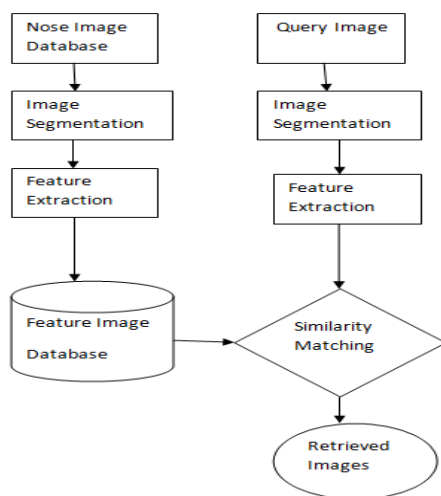 Nose Image
Database
Image
Segmentation
Feature
Extraction
Feature Image
Database
Query Image
Image
Segmentation
Feature
Extraction
Similarity
Matching
Retrieved
Images